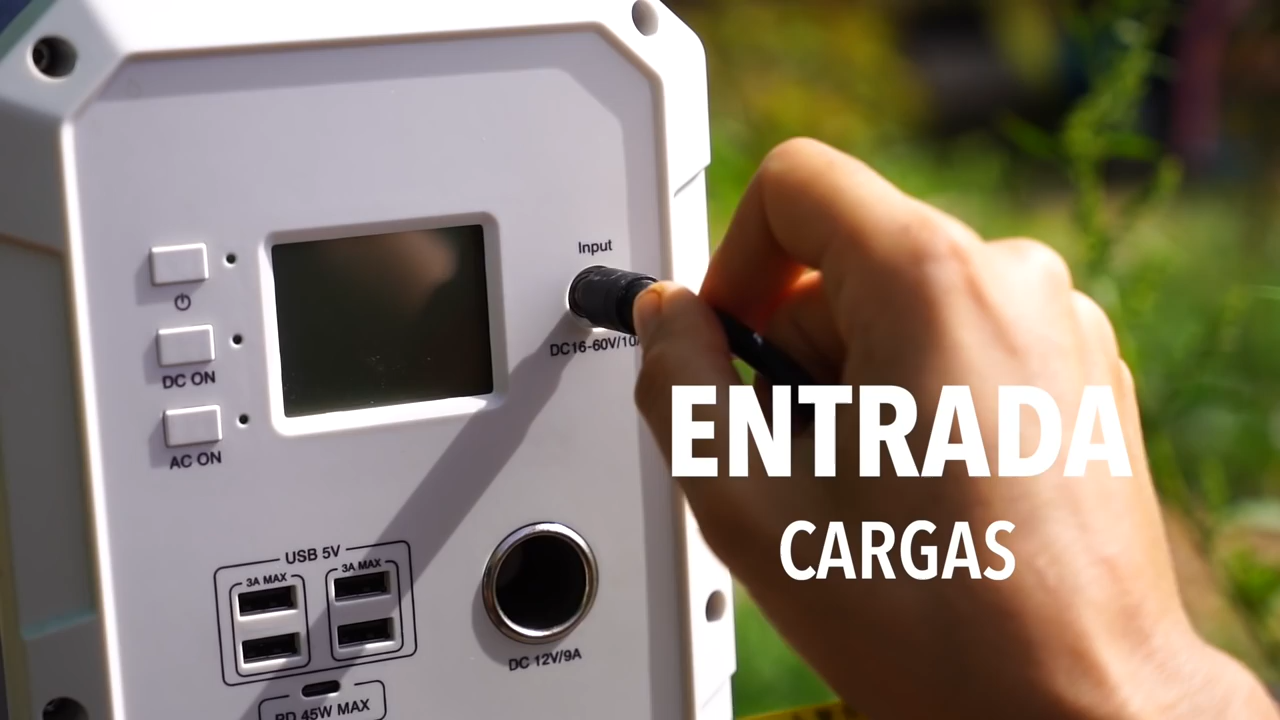 Input
DC16-60V/10
DC ON
AC ON
ENTRADA
CARGAS
USB 5V
3A MAX
3A MAX
DC 12V/9A
PD 45W MAX